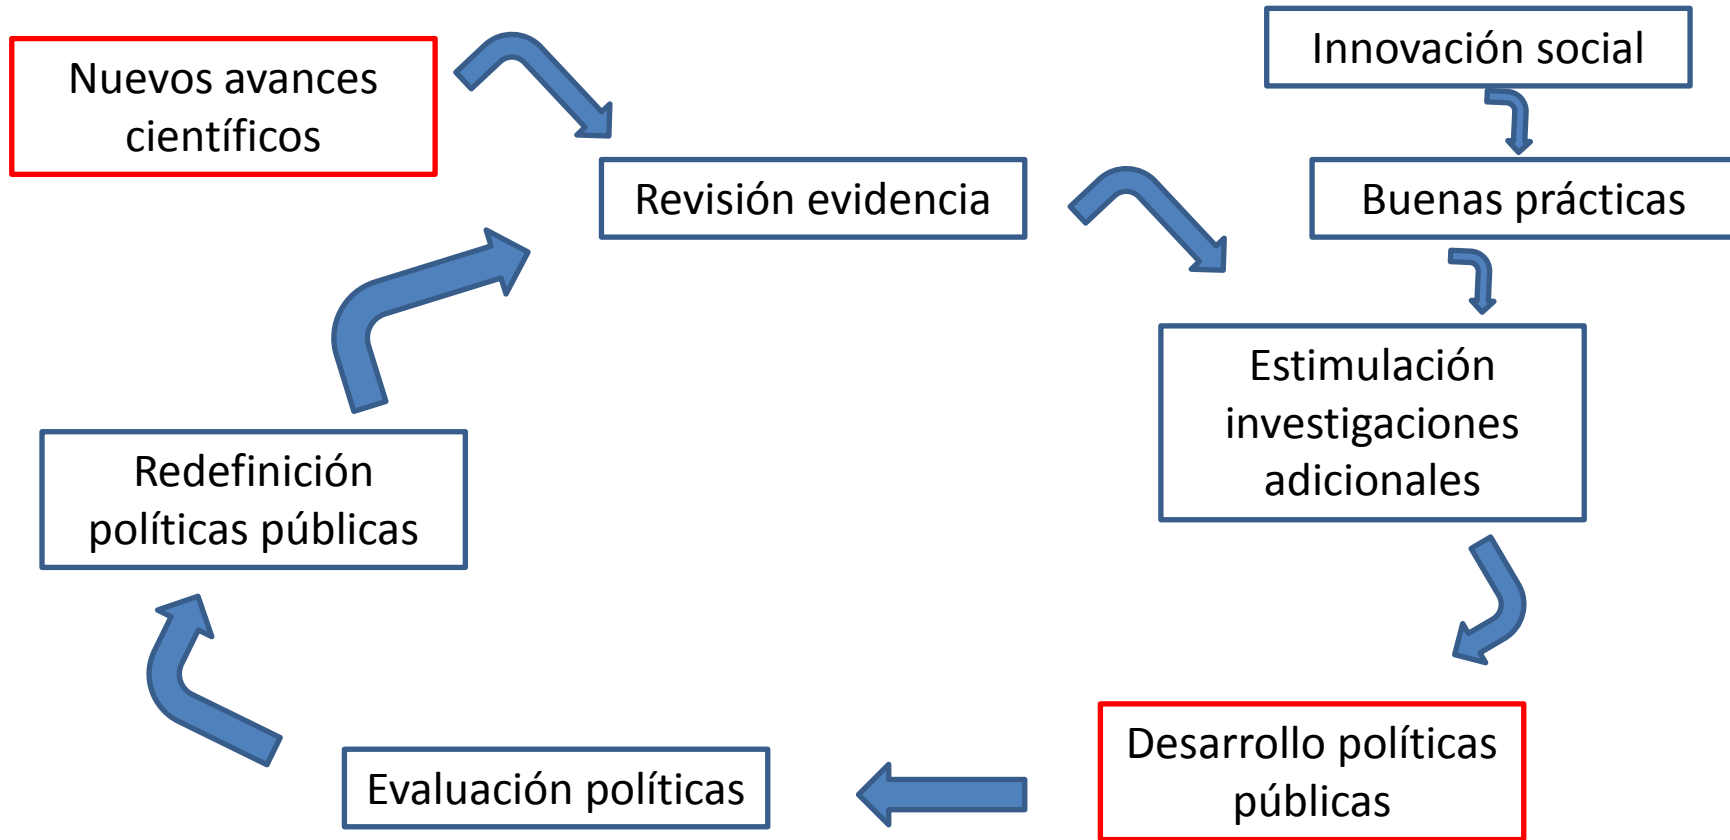 Nuevos avances
científicos
Innovación social
Revisión evidencia
Buenas prácticas
Estimulación
investigaciones
adicionales
Redefinición
políticas públicas
Desarrollo políticas
públicas
Evaluación políticas